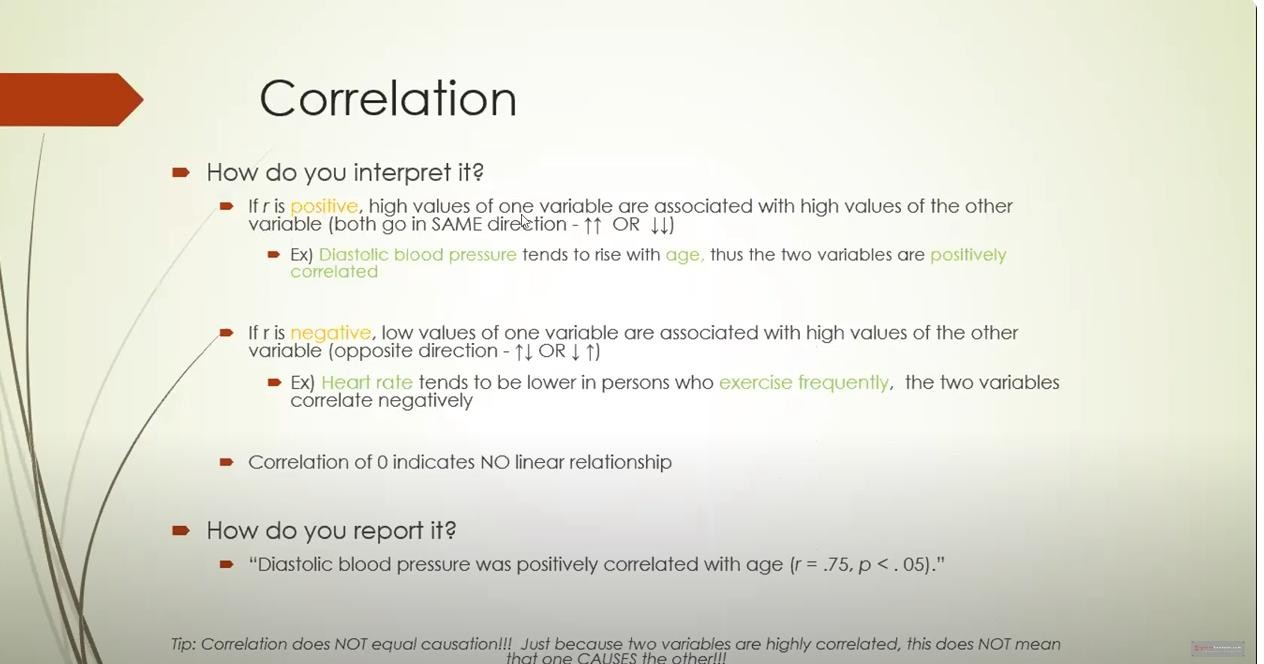 Correlation
How do you interpret it?
If r is positive, high values of one variable are associated with high values of the other
variable (both go in SAME direction - ↑↑ OR ↓↓)
Ex) Diastolic blood pressure tends to rise with age, thus the two variables are positively
correlated
If r is negative, low values of one variable are associated with high values of the other
variable (opposite direction - ↑↓ OR ↓ ↑)
Ex) Heart rate tends to be lower in persons who exercise frequently, the two variables
correlate negatively
Correlation of 0 indicates NO linear relationship
How do you report it?
“Diastolic blood pressure was positively correlated with age (r = .75, p < . 05).”
Tip: Correlation does NOT equal causation!!! Just because two variables are highly correlated, this does NOT mean
that one CAUSES the other!!!